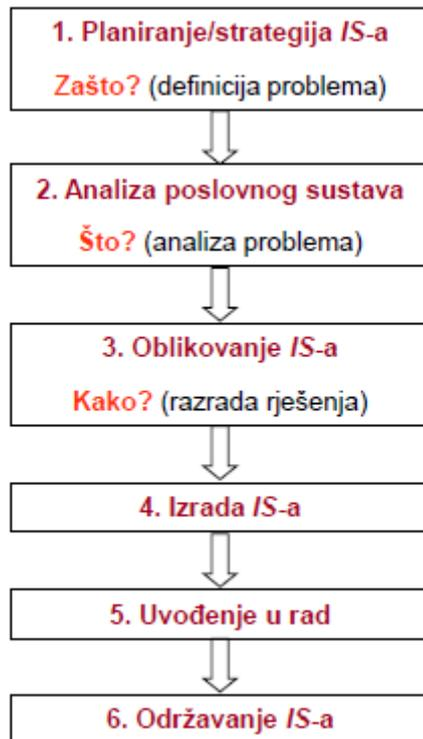 1. Planiranje/strategija IS-a
Zašto? (definicija problema)
2. Analiza poslovnog sustava
Što? (analiza problema)
3. Oblikovanje IS-a
Kako? (razrada rješenja)
4. Izrada IS-a
5. Uvođenje u rad
6. Održavanje IS-a